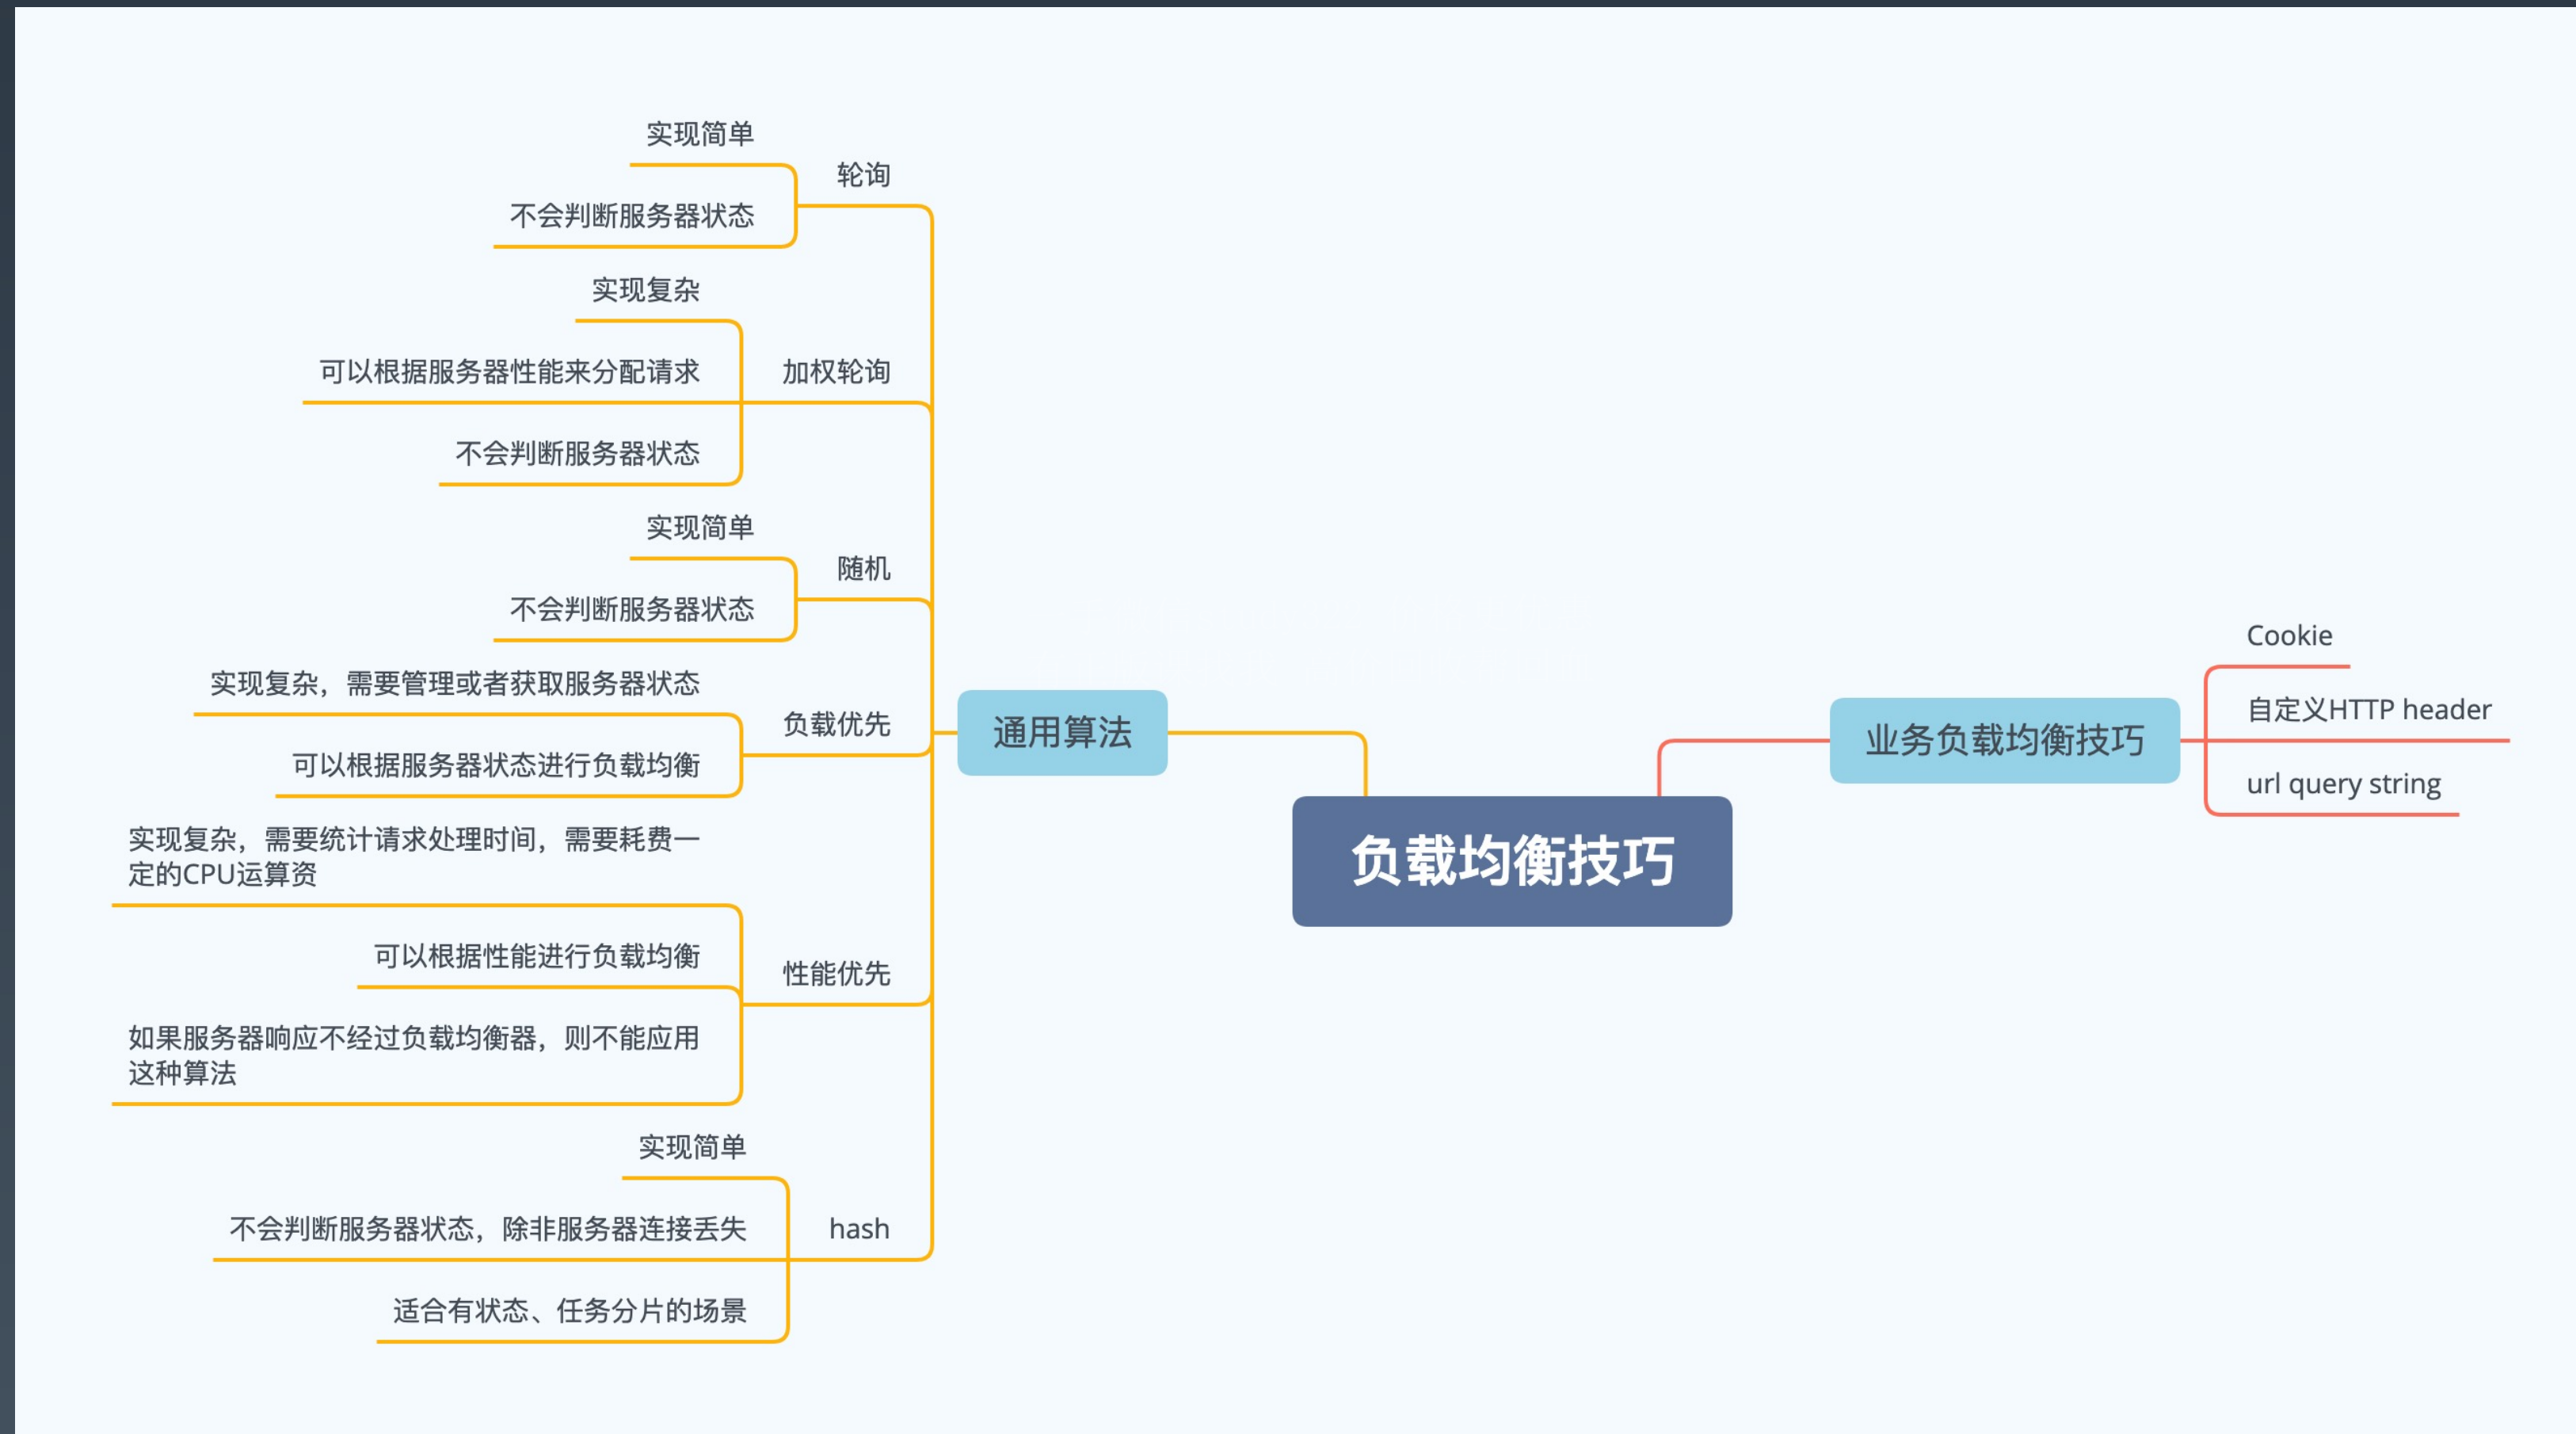 负载均衡技巧
通用算法
轮询
实现简单
不会判断服务器状态
加权轮询
实现复杂
可以根据服务器性能来分配请求
不会判断服务器状态
随机
实现简单
不会判断服务器状态
负载优先
实现复杂，需要管理或者获取服务器状态
可以根据服务器状态进行负载均衡
性能优先
实现复杂，需要统计请求处理时间，需要耗费一
定的CPU运算资
可以根据性能进行负载均衡
如果服务器响应不经过负载均衡器，则不能应用
这种算法
hash
实现简单
不会判断服务器状态，除非服务器连接丢失
适合有状态、任务分片的场景
业务负载均衡技巧
Cookie
自定义HTTP header
url query string